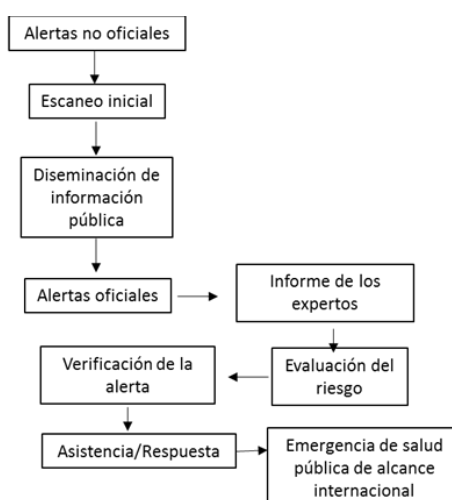 Alertas no oficiales
Escaneo inicial
Diseminación de
información
pública
Alertas oficiales
Informe de los
expertos
Evaluación del
riesgo
Verificación de la
alerta
Asistencia/Respuesta
Emergencia de salud
pública de alcance
internacional